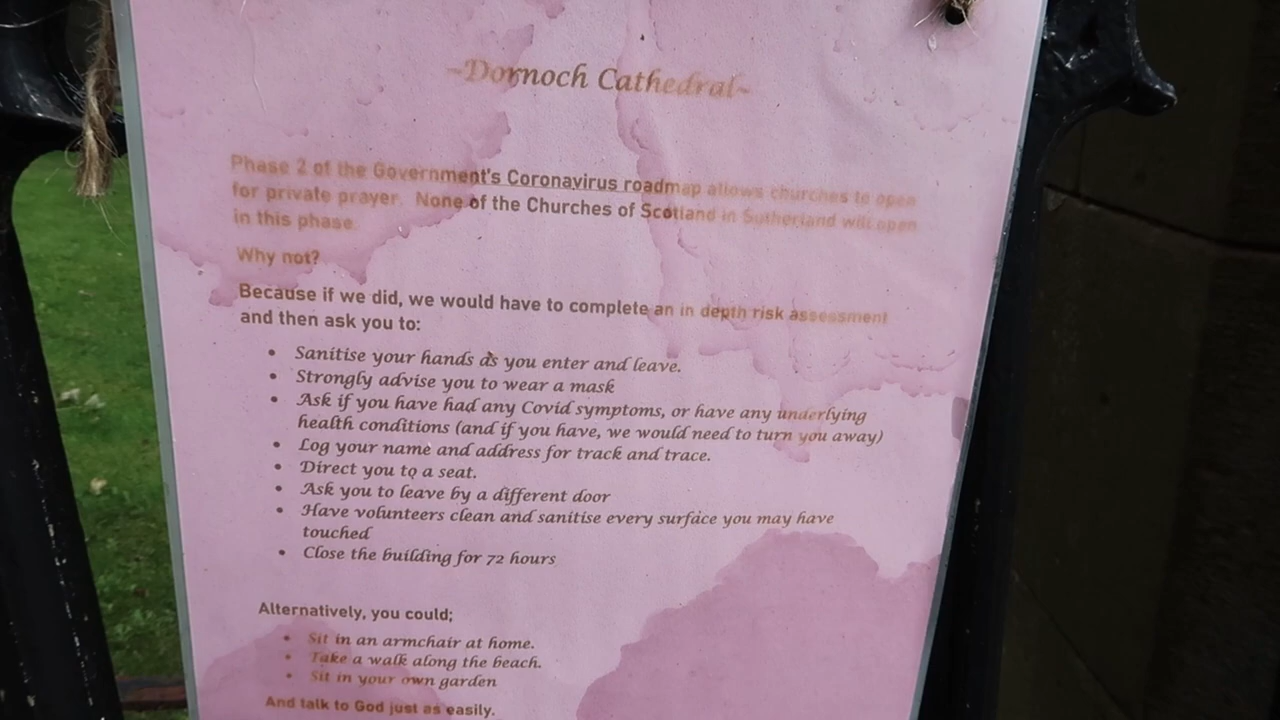 ~Dornoch Cathedral~
Phase 2 of the Government's Coronavirus roadmap allows churches to open
for private prayer. None of the Churches of Scotland in Sutherland will open
in this phase.
Why not?
Because if we did, we would have to complete an in depth risk assessment
and then ask you to:
• Sanitise your hands as you enter and leave.
• Strongly advise you to wear a mask
• Ask if you have had any Covid symptoms, or have any underlying
health conditions (and if you have, we would need to turn you away)
• Log your name and address for track and trace.
• Direct you to a seat.
• Ask you to leave by a different door
• Have volunteers clean and sanitise every surface you may have
touched
• Close the building for 72 hours
Alternatively, you could;
• Sit in an armchair at home.
• Take a walk along the beach.
• Sit in your own garden
And talk to God just as easily.